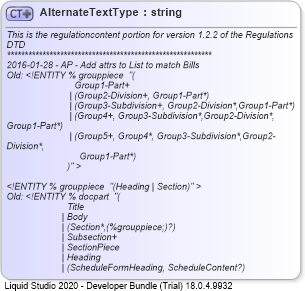 CT+ AlternateTextType : string
This is the regulationcontent portion for version 1.2.2 of the Regulations
DTD
**********************************************************
2016-01-28 - AP - Add attrs to List to match Bills
Old: <!ENTITY % grouppiece "(
Group1-Part+
| (Group2-Division+, Group1-Part*)
| (Group3-Subdivision+, Group2-Division*,Group1-Part*)
| (Group4+, Group3-Subdivision*,Group2-Division*,
Group1-Part*)
| (Group5+, Group4*, Group3-Subdivision*,Group2-
Division*,
Group1-Part*)
)" >
<!ENTITY % grouppiece "(Heading | Section)" >
Old: <!ENTITY % docpart "(
Title
| Body
| (Section*,(%grouppiece;)?)
| Subsection+
| SectionPiece
| Heading
| (ScheduleFormHeading, ScheduleContent?)
Liquid Studio 2020 - Developer Bundle (Trial) 18.0.4.9932